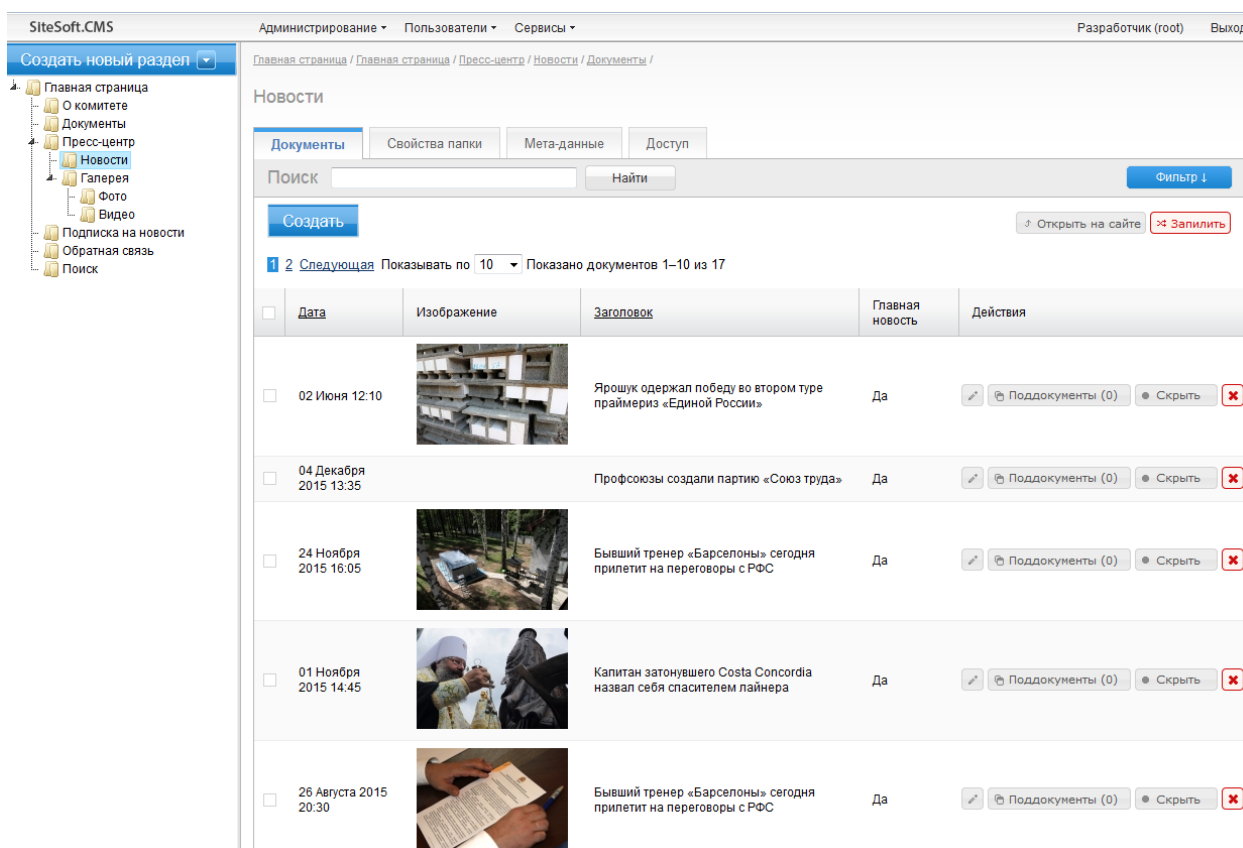 SiteSoft.CMS
Администрирование Пользователи Сервисы Разработчик (root) Выход
Создать новый раздел
Главная страница
О комитете
Документы
Пресс-центр
Новости
Галерея
Фото
Видео
Подписка на новости
Обратная связь
Поиск
Главная страница / Главная страница / Пресс-центр / Новости / Документы /
Новости
Документы Свойства папки Мета-данные Доступ
Поиск Найти Фильтр ↓
Создать Открыть на сайте Запилить
1 2 Следующая Показывать по 10 Показано документов 1–10 из 17
Дата Изображение Заголовок Главная новость Действия
02 Июня 12:10
Ярошук одержал победу во втором туре
праймериз «Единой России»
Да Поддокументы (0) Скрыть
04 Декабря
2015 13:35
Профсоюзы создали партию «Союз труда»
Да Поддокументы (0) Скрыть
24 Ноября
2015 16:05
Бывший тренер «Барселоны» сегодня
прилетит на переговоры с РФС
Да Поддокументы (0) Скрыть
01 Ноября
2015 14:45
Капитан затонувшего Costa Concordia
назвал себя спасителем лайнера
Да Поддокументы (0) Скрыть
26 Августа 2015
20:30
Бывший тренер «Барселоны» сегодня
прилетит на переговоры с РФС
Да Поддокументы (0) Скрыть